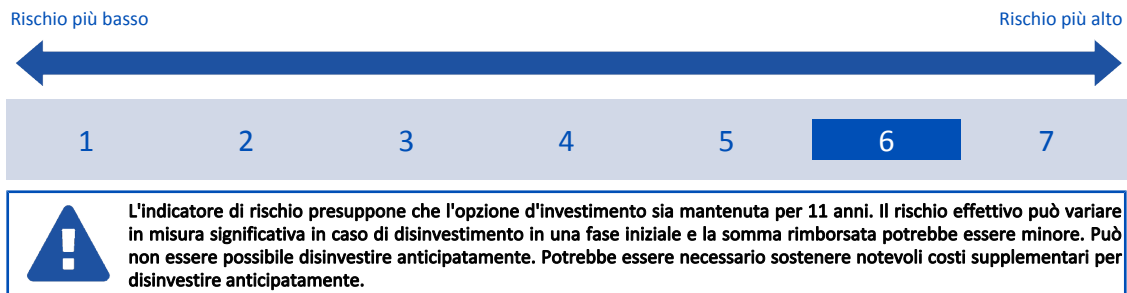 Rischio più basso Rischio più alto
1 2 3 4 5 6 7
L'indicatore di rischio presuppone che l'opzione d'investimento sia mantenuta per 11 anni. Il rischio effettivo può variare
in misura significativa in caso di disinvestimento in una fase iniziale e la somma rimborsata potrebbe essere minore. Può
non essere possibile disinvestire anticipatamente. Potrebbe essere necessario sostenere notevoli costi supplementari per
disinvestire anticipatamente.